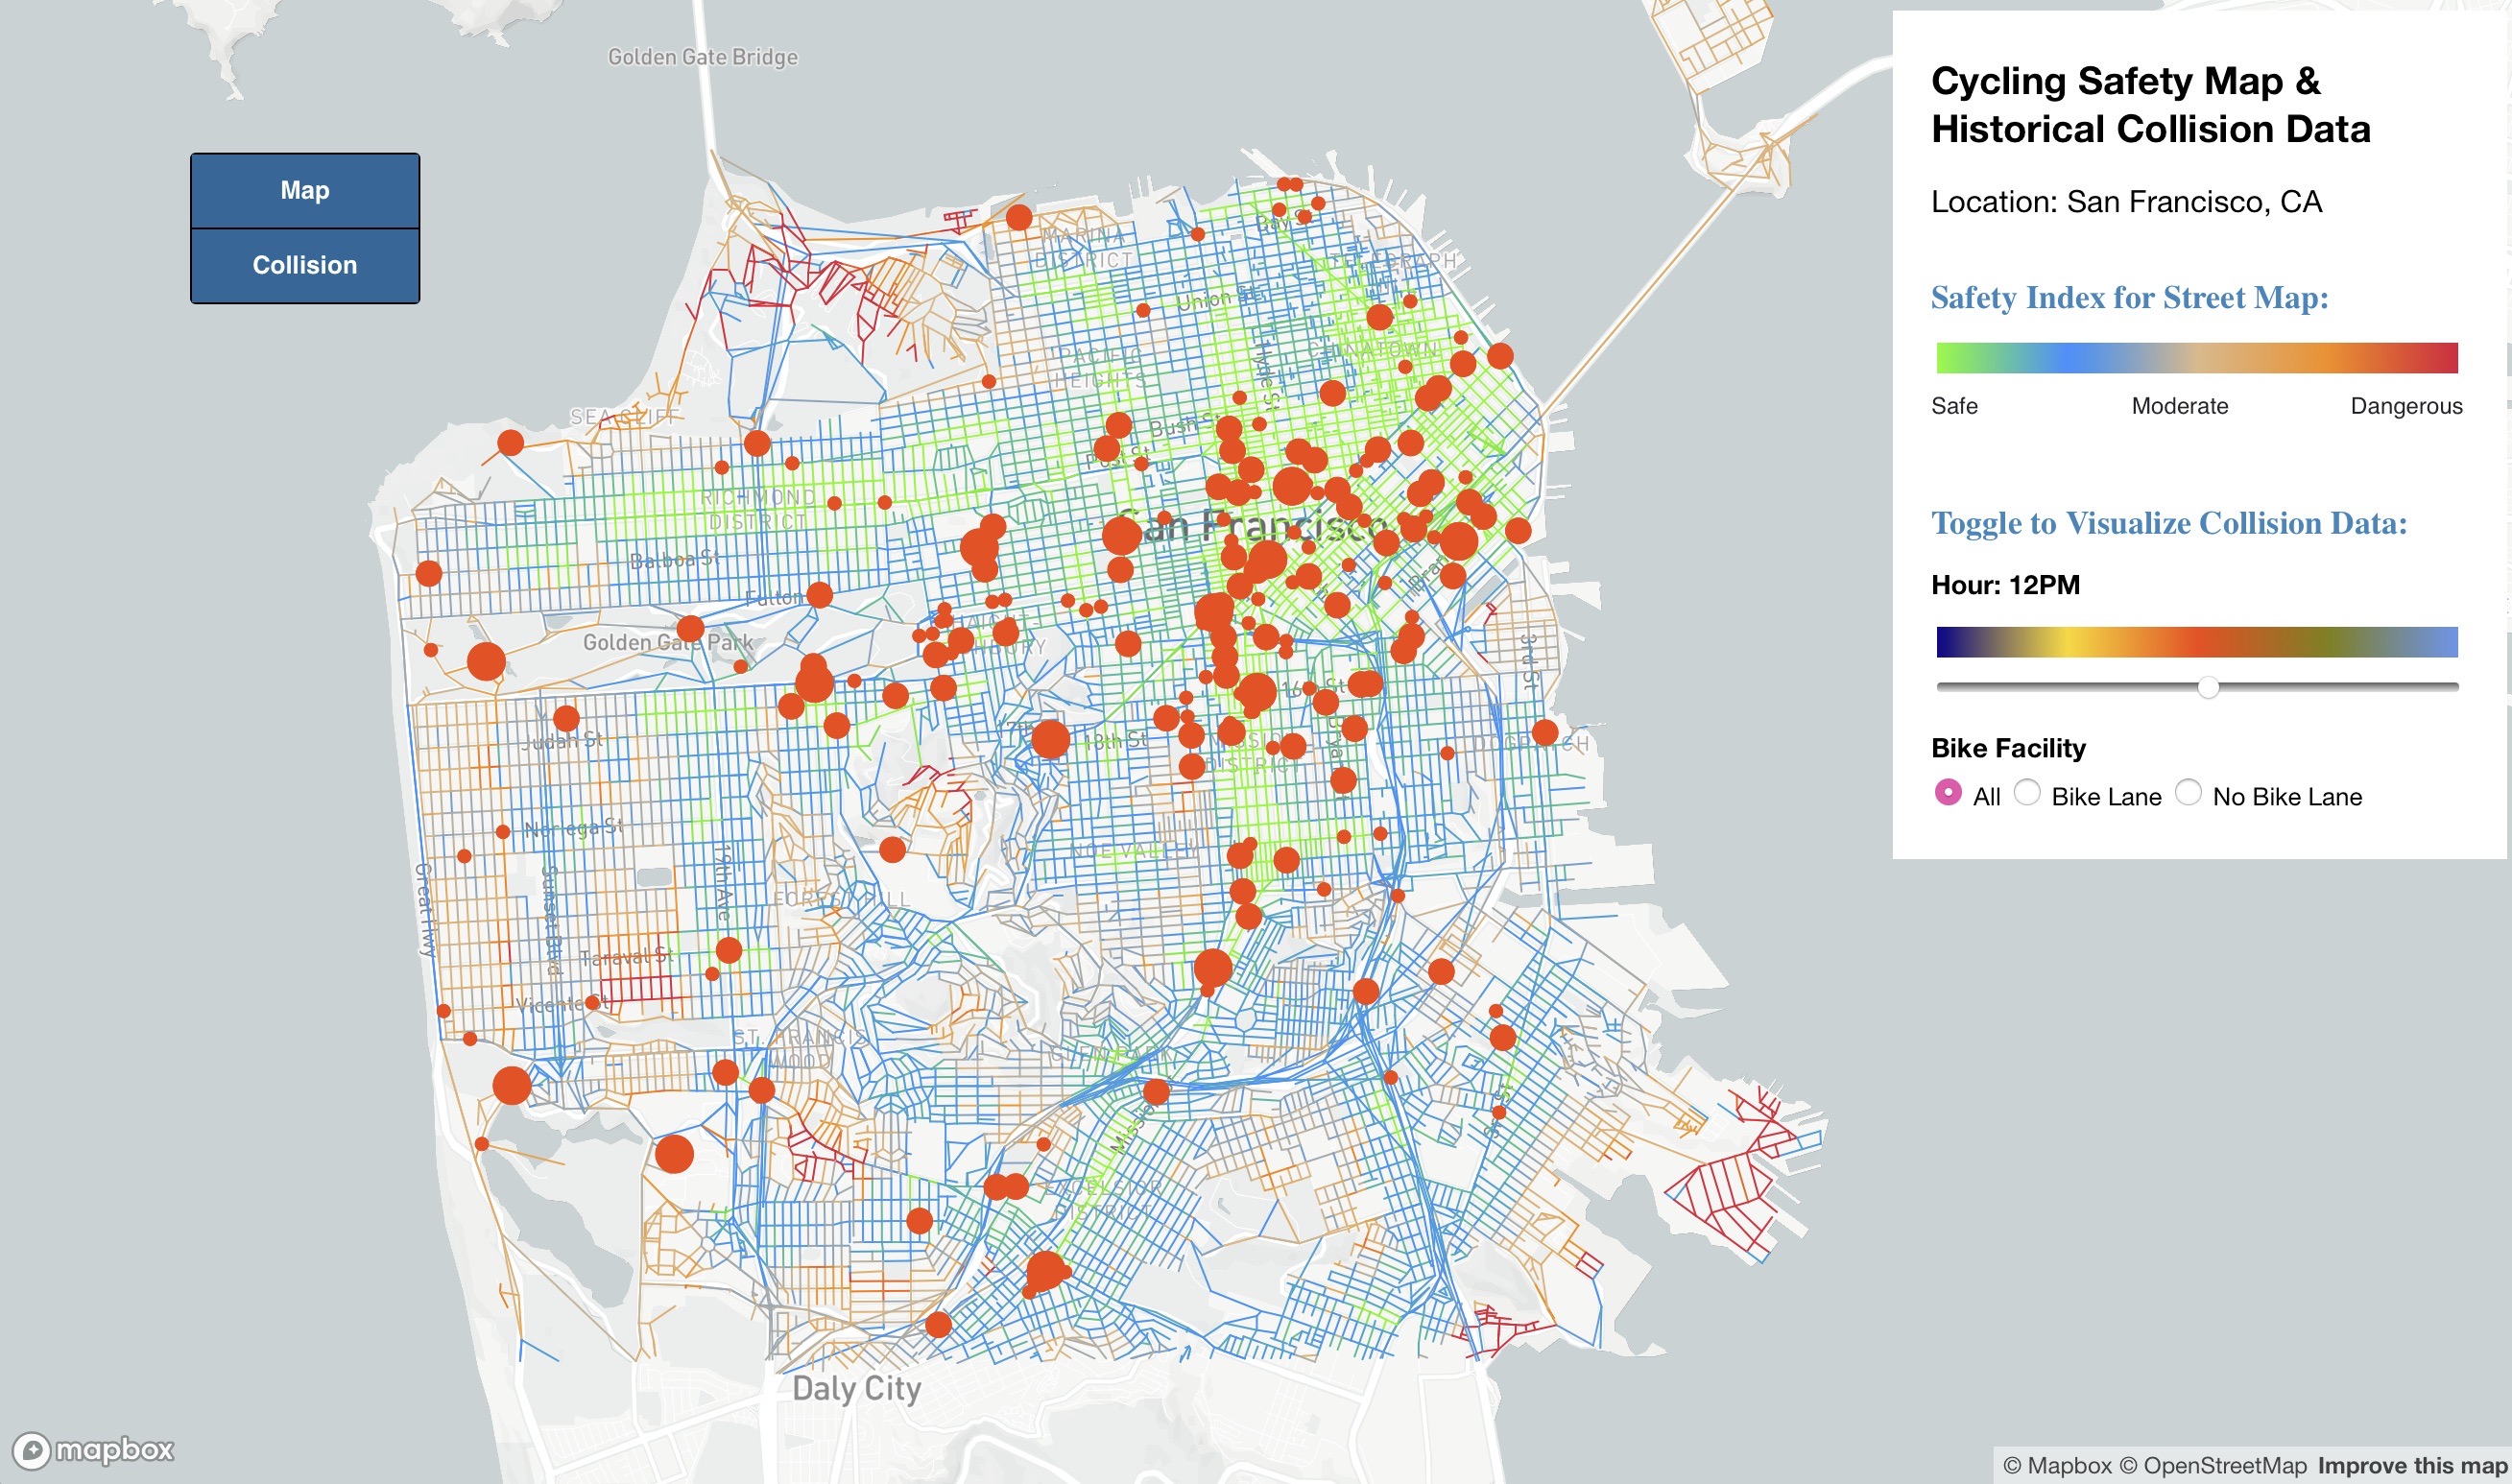 Golden Gate Bridge
Map
Collision
MARINA
DISTRICT
Bay St
TELEGRAPH
Union St
Hyde St
CHINATOWN
PACIFIC
HEIGHTS
SEA CLIFF
Bush St
Post St
RICHMOND
DISTRICT
San Francisco
Balboa St
Fulton
Golden Gate Park
3rd St
16th St
Judah St
17th
18th St
MISSION
DISTRICT
Noriega St
NOE VALLEY
19th Ave
Great Hwy
Sunset Blvd
FOREST HILL
Taraval St
Vicente St
ST. FRANCIS
WOOD
GLEN PARK
Mission
EXCELSIOR
DISTRICT
Daly City
mapbox
Cycling Safety Map &
Historical Collision Data
Location: San Francisco, CA
Safety Index for Street Map:
Safe Moderate Dangerous
Toggle to Visualize Collision Data:
Hour: 12PM
Bike Facility
All Bike Lane No Bike Lane
© Mapbox © OpenStreetMap Improve this map